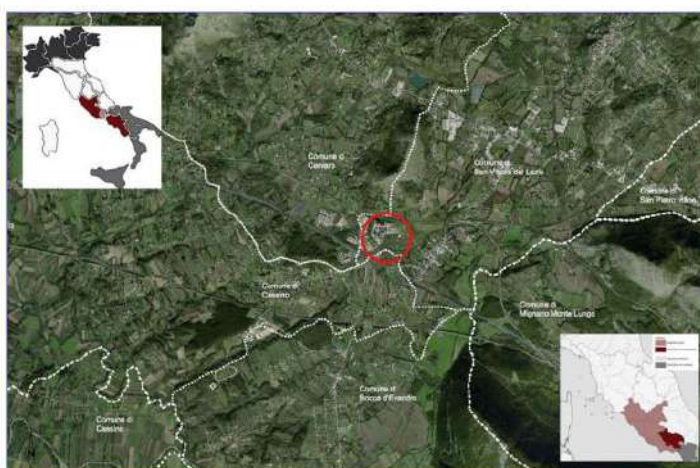 Comune di
Cervaro
Comune di
San Vittore del Lazio
Comune di
San Pietro Infine
Comune di
Cassino
Comune di
Mignano Monte Lungo
Comune di
Rocca d'Evandro
Comune di
Cassino